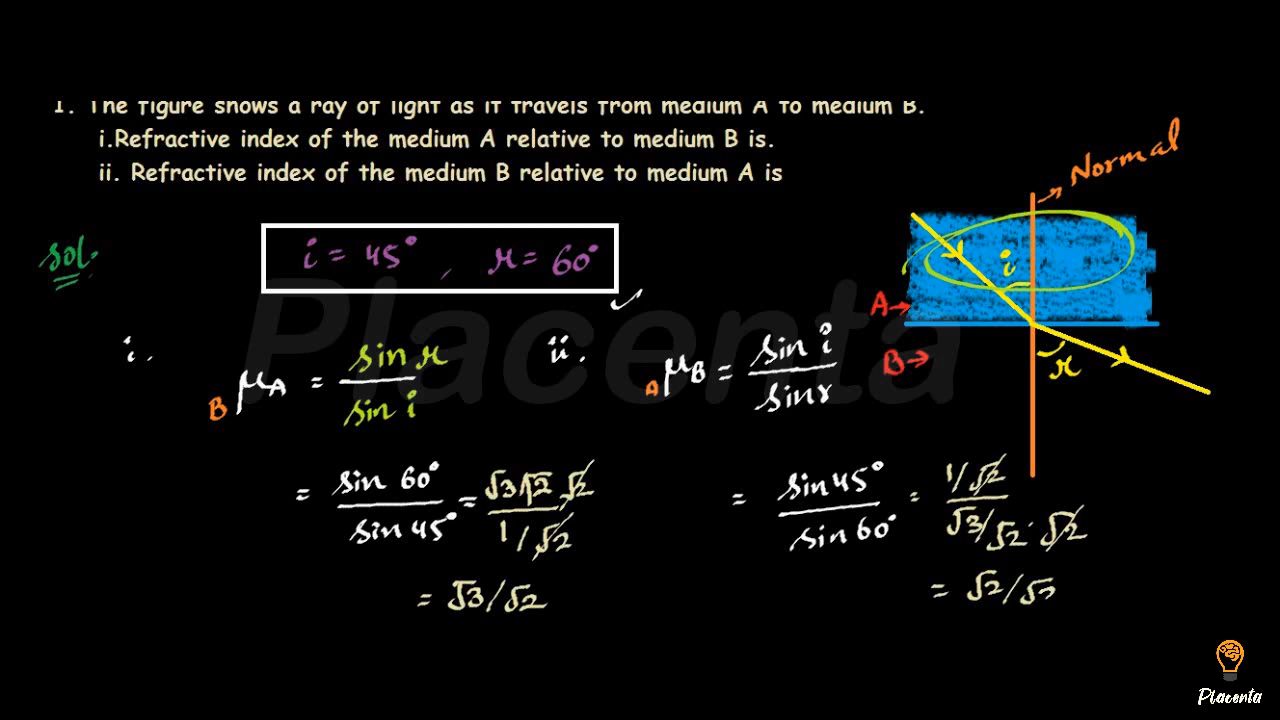 1. The figure shows a ray of light as it travels from medium A to medium B.
i.Refractive index of the medium A relative to medium B is.
ii. Refractive index of the medium B relative to medium A is
Normal
Sol.
i = 45° , r = 60°
i
A→
B→
r
Placenta
i.
BμA = sin r / sin i
= sin 60° / sin 45° = √3/√2.√2 / 1/√2
= √3/√2
ii.
AμB = sin i / sin r
= sin 45° / sin 60° = 1/√2 / √3/√2.√2
= √2/√3
Placenta